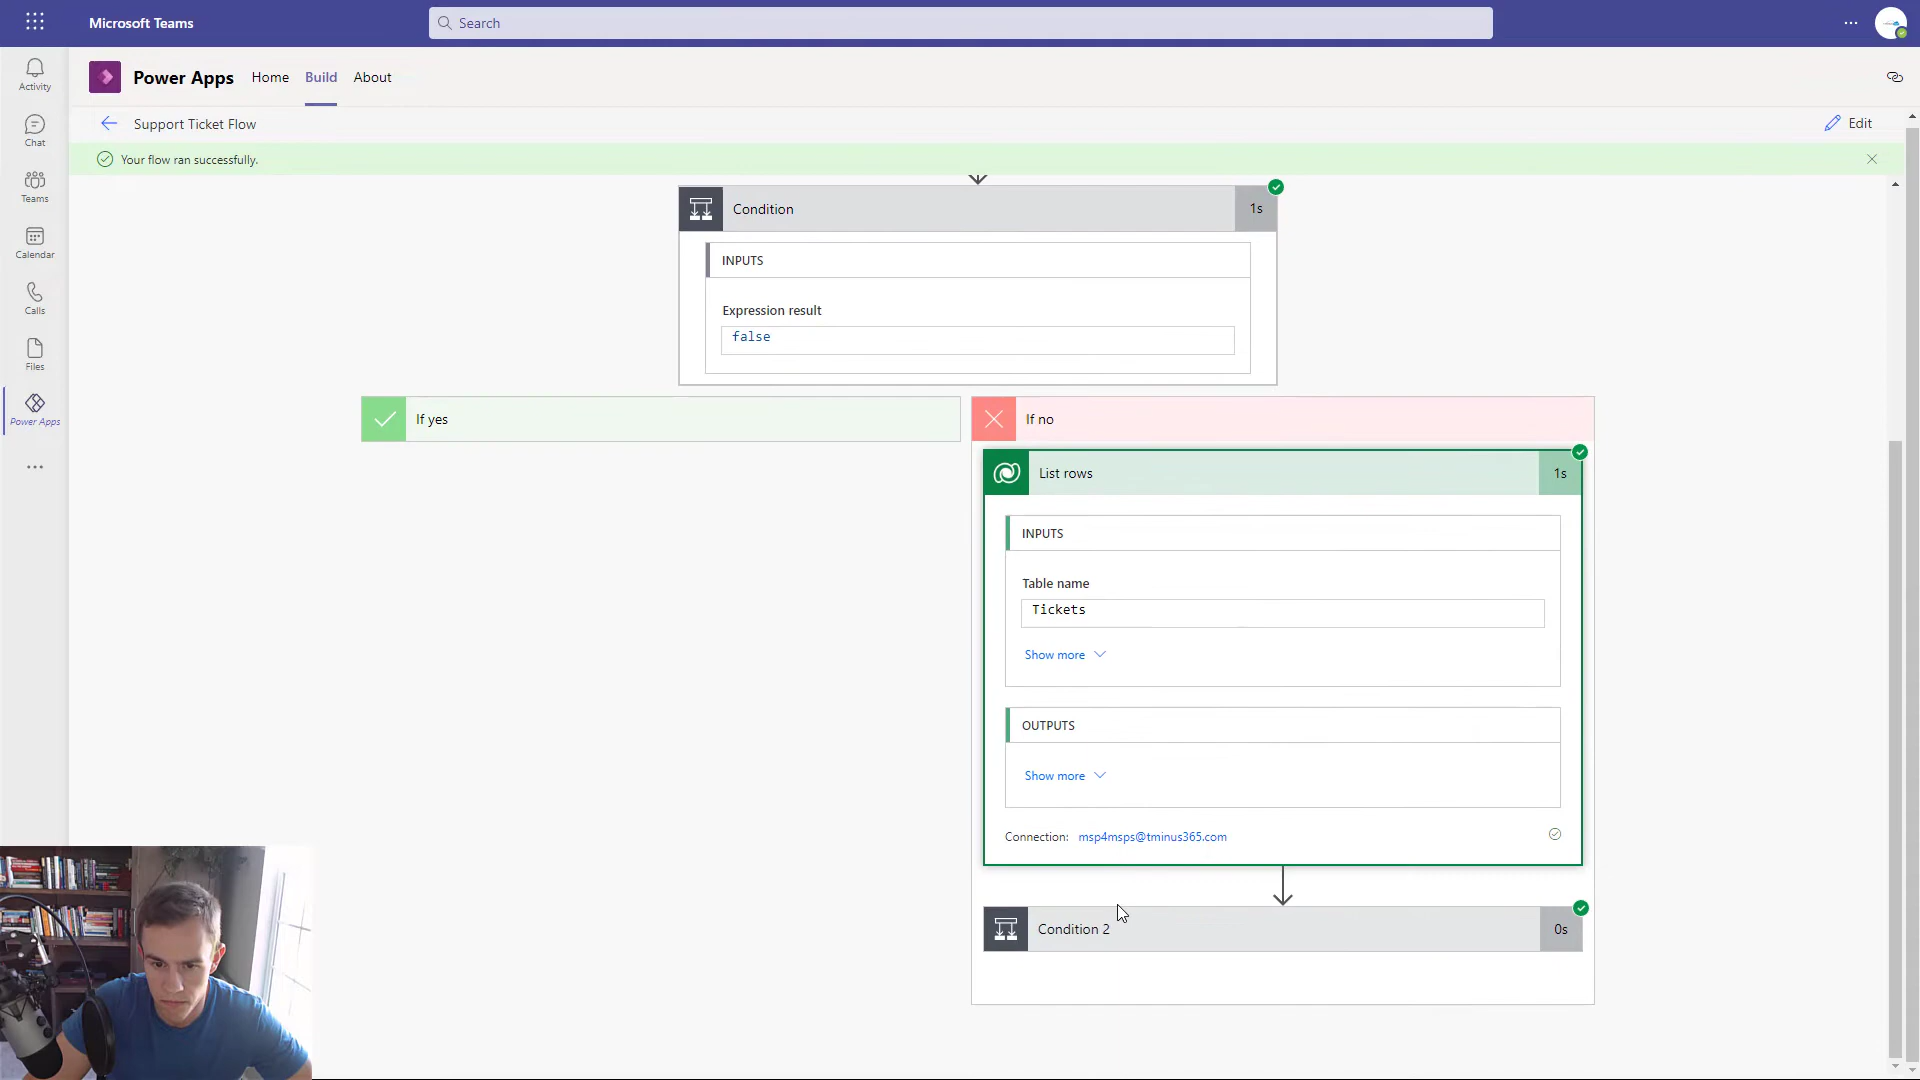 Microsoft Teams
Search
Activity
Chat
Teams
Calendar
Calls
Files
Power Apps
Power Apps
Home
Build
About
Support Ticket Flow
Edit
Your flow ran successfully.
Condition
1s
INPUTS
Expression result
false
If yes
If no
List rows
1s
INPUTS
Table name
Tickets
Show more
OUTPUTS
Show more
Connection: msp4msps@tminus365.com
Condition 2
0s